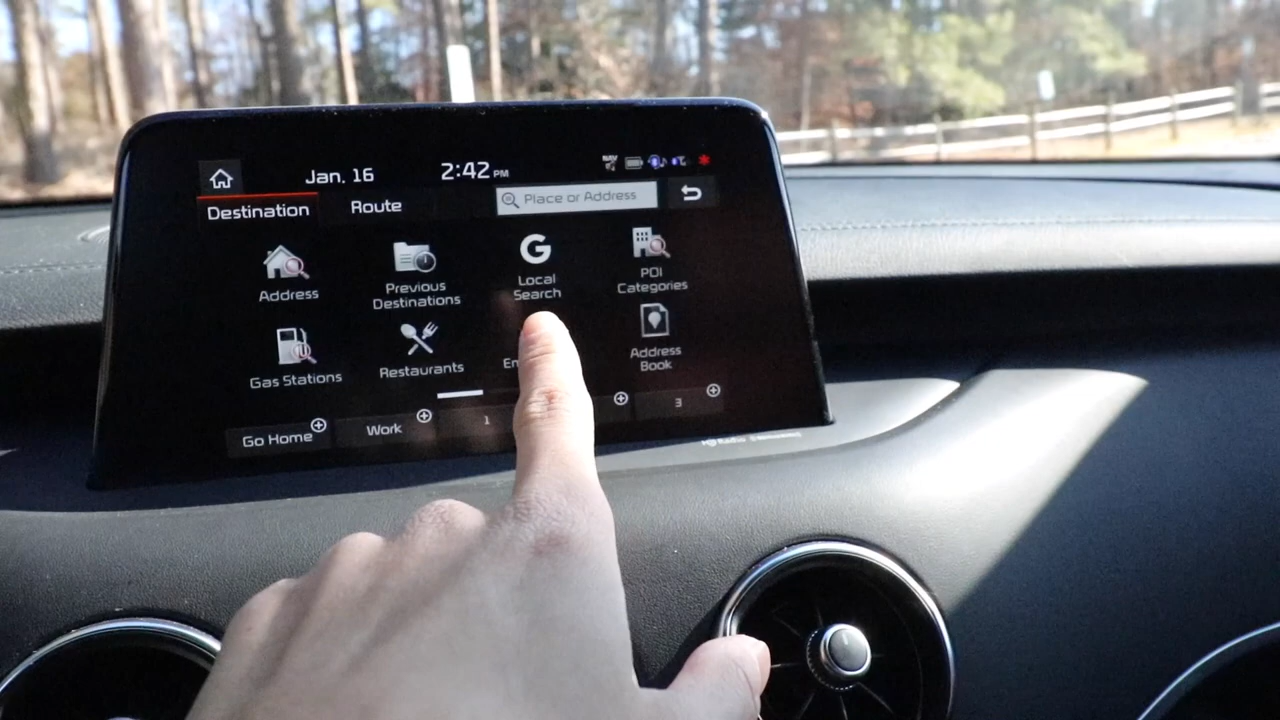 Jan. 16
2:42 PM
Destination
Route
Place or Address
Address
Previous
Destinations
G
Local
Search
POI
Categories
Gas Stations
Restaurants
Em
Address
Book
Go Home
Work
1
3